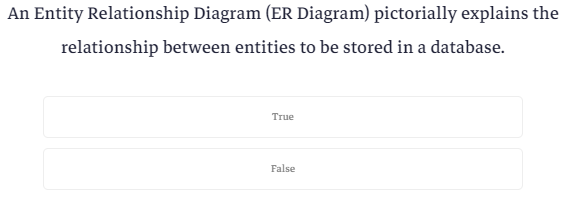 An Entity Relationship Diagram (ER Diagram) pictorially explains the
relationship between entities to be stored in a database.
True
False